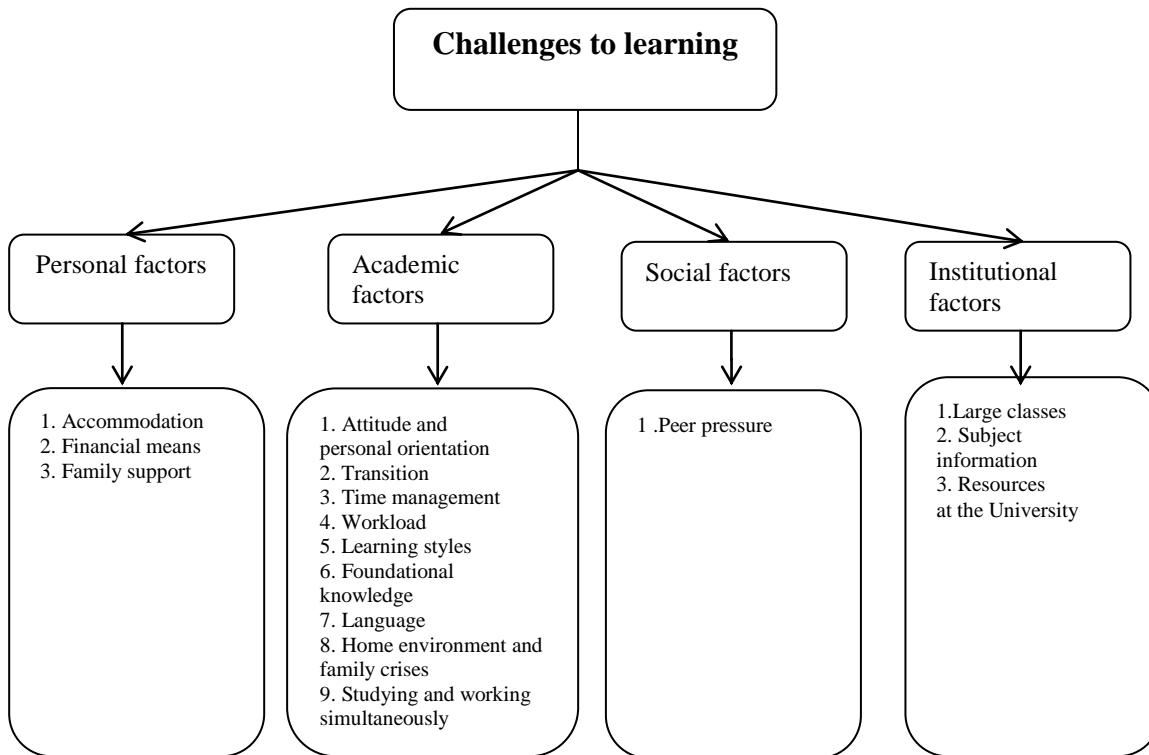 Challenges to learning
Personal factors
Academic
factors
Social factors
Institutional
factors
1. Accommodation
2. Financial means
3. Family support
1. Attitude and
personal orientation
2. Transition
3. Time management
4. Workload
5. Learning styles
6. Foundational
knowledge
7. Language
8. Home environment and
family crises
9. Studying and working
simultaneously
1 .Peer pressure
1.Large classes
2. Subject
information
3. Resources
at the University